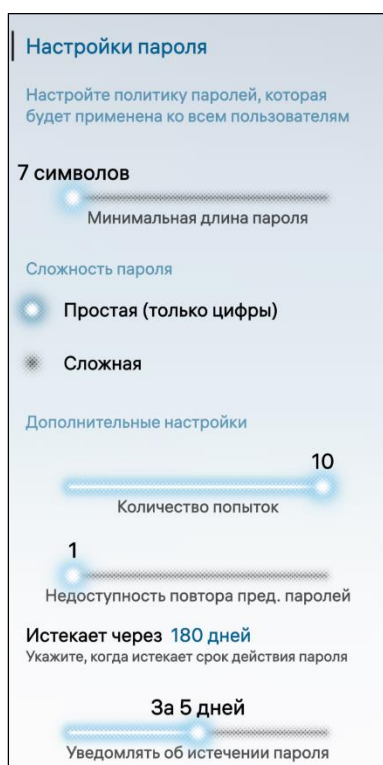 Настройки пароля
Настройте политику паролей, которая
будет применена ко всем пользователям
7 символов
Минимальная длина пароля
Сложность пароля
Простая (только цифры)
Сложная
Дополнительные настройки
10
Количество попыток
1
Недоступность повтора пред. паролей
Истекает через 180 дней
Укажите, когда истекает срок действия пароля
За 5 дней
Уведомлять об истечении пароля